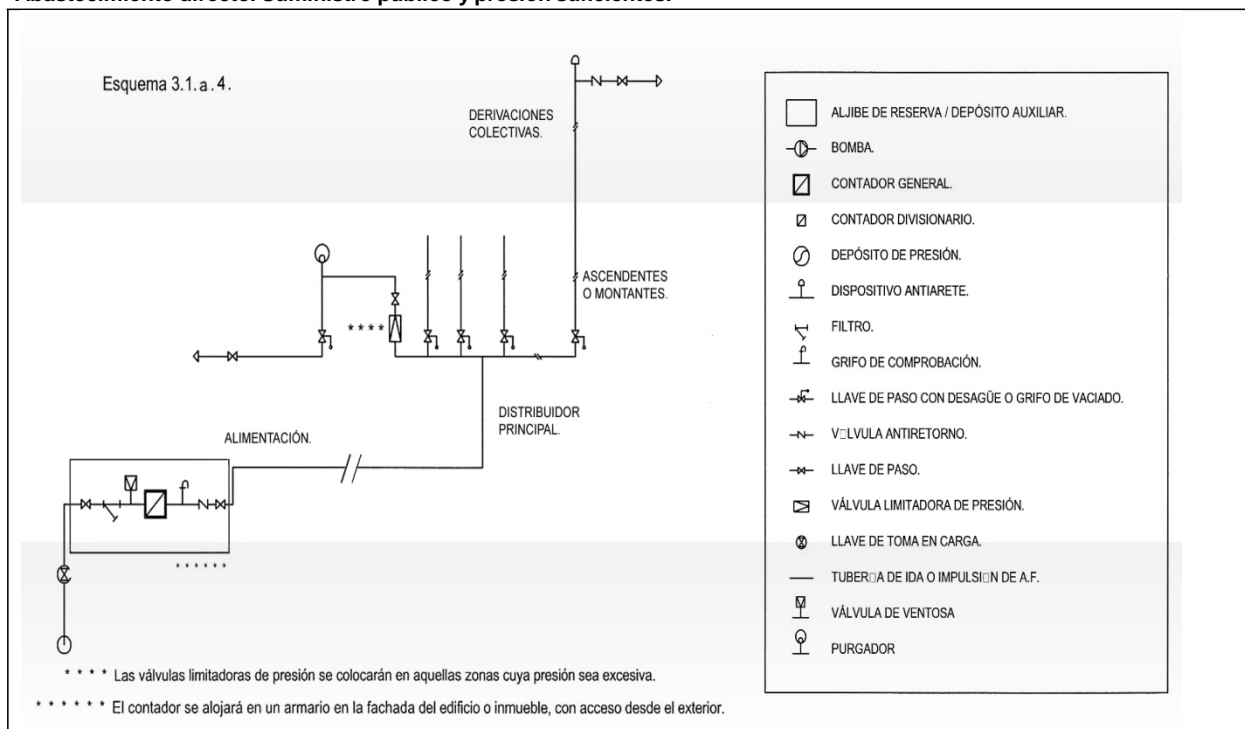 Abastecimiento directo. Suministro público y presión suficientes.
Esquema 3.1.a.4.
DERIVACIONES
COLECTIVAS.
ASCENDENTES
O MONTANTES.
* * * *
DISTRIBUIDOR
PRINCIPAL.
ALIMENTACIÓN.
* * * * * *
* * * * Las válvulas limitadoras de presión se colocarán en aquellas zonas cuya presión sea excesiva.
* * * * * * El contador se alojará en un armario en la fachada del edificio o inmueble, con acceso desde el exterior.
ALJIBE DE RESERVA / DEPÓSITO AUXILIAR.
BOMBA.
CONTADOR GENERAL.
CONTADOR DIVISIONARIO.
DEPÓSITO DE PRESIÓN.
DISPOSITIVO ANTIARETE.
FILTRO.
GRIFO DE COMPROBACIÓN.
LLAVE DE PASO CON DESAGÜE O GRIFO DE VACIADO.
V□LVULA ANTIRETORNO.
LLAVE DE PASO.
VÁLVULA LIMITADORA DE PRESIÓN.
LLAVE DE TOMA EN CARGA.
TUBER□A DE IDA O IMPULSI□N DE A.F.
VÁLVULA DE VENTOSA
PURGADOR